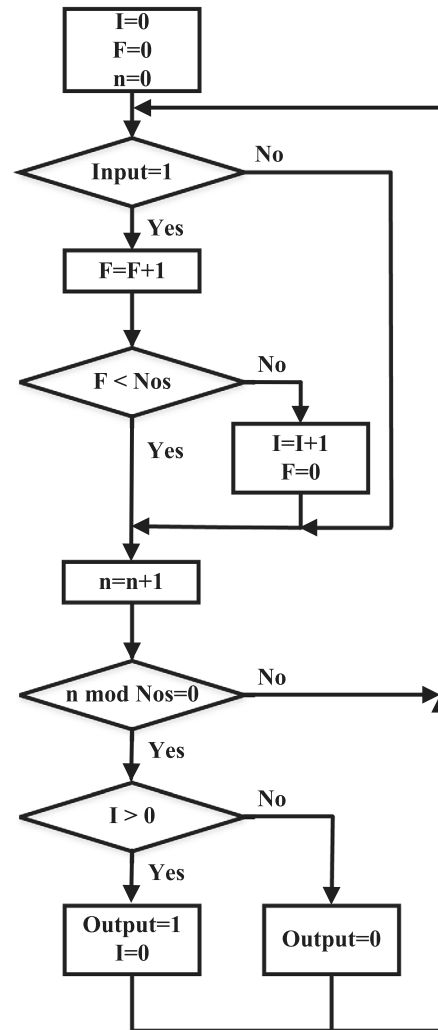 I=0
F=0
n=0
Input=1
No
Yes
F=F+1
F < Nos
No
Yes
I=I+1
F=0
n=n+1
n mod Nos=0
No
Yes
I > 0
No
Yes
Output=1
I=0
Output=0